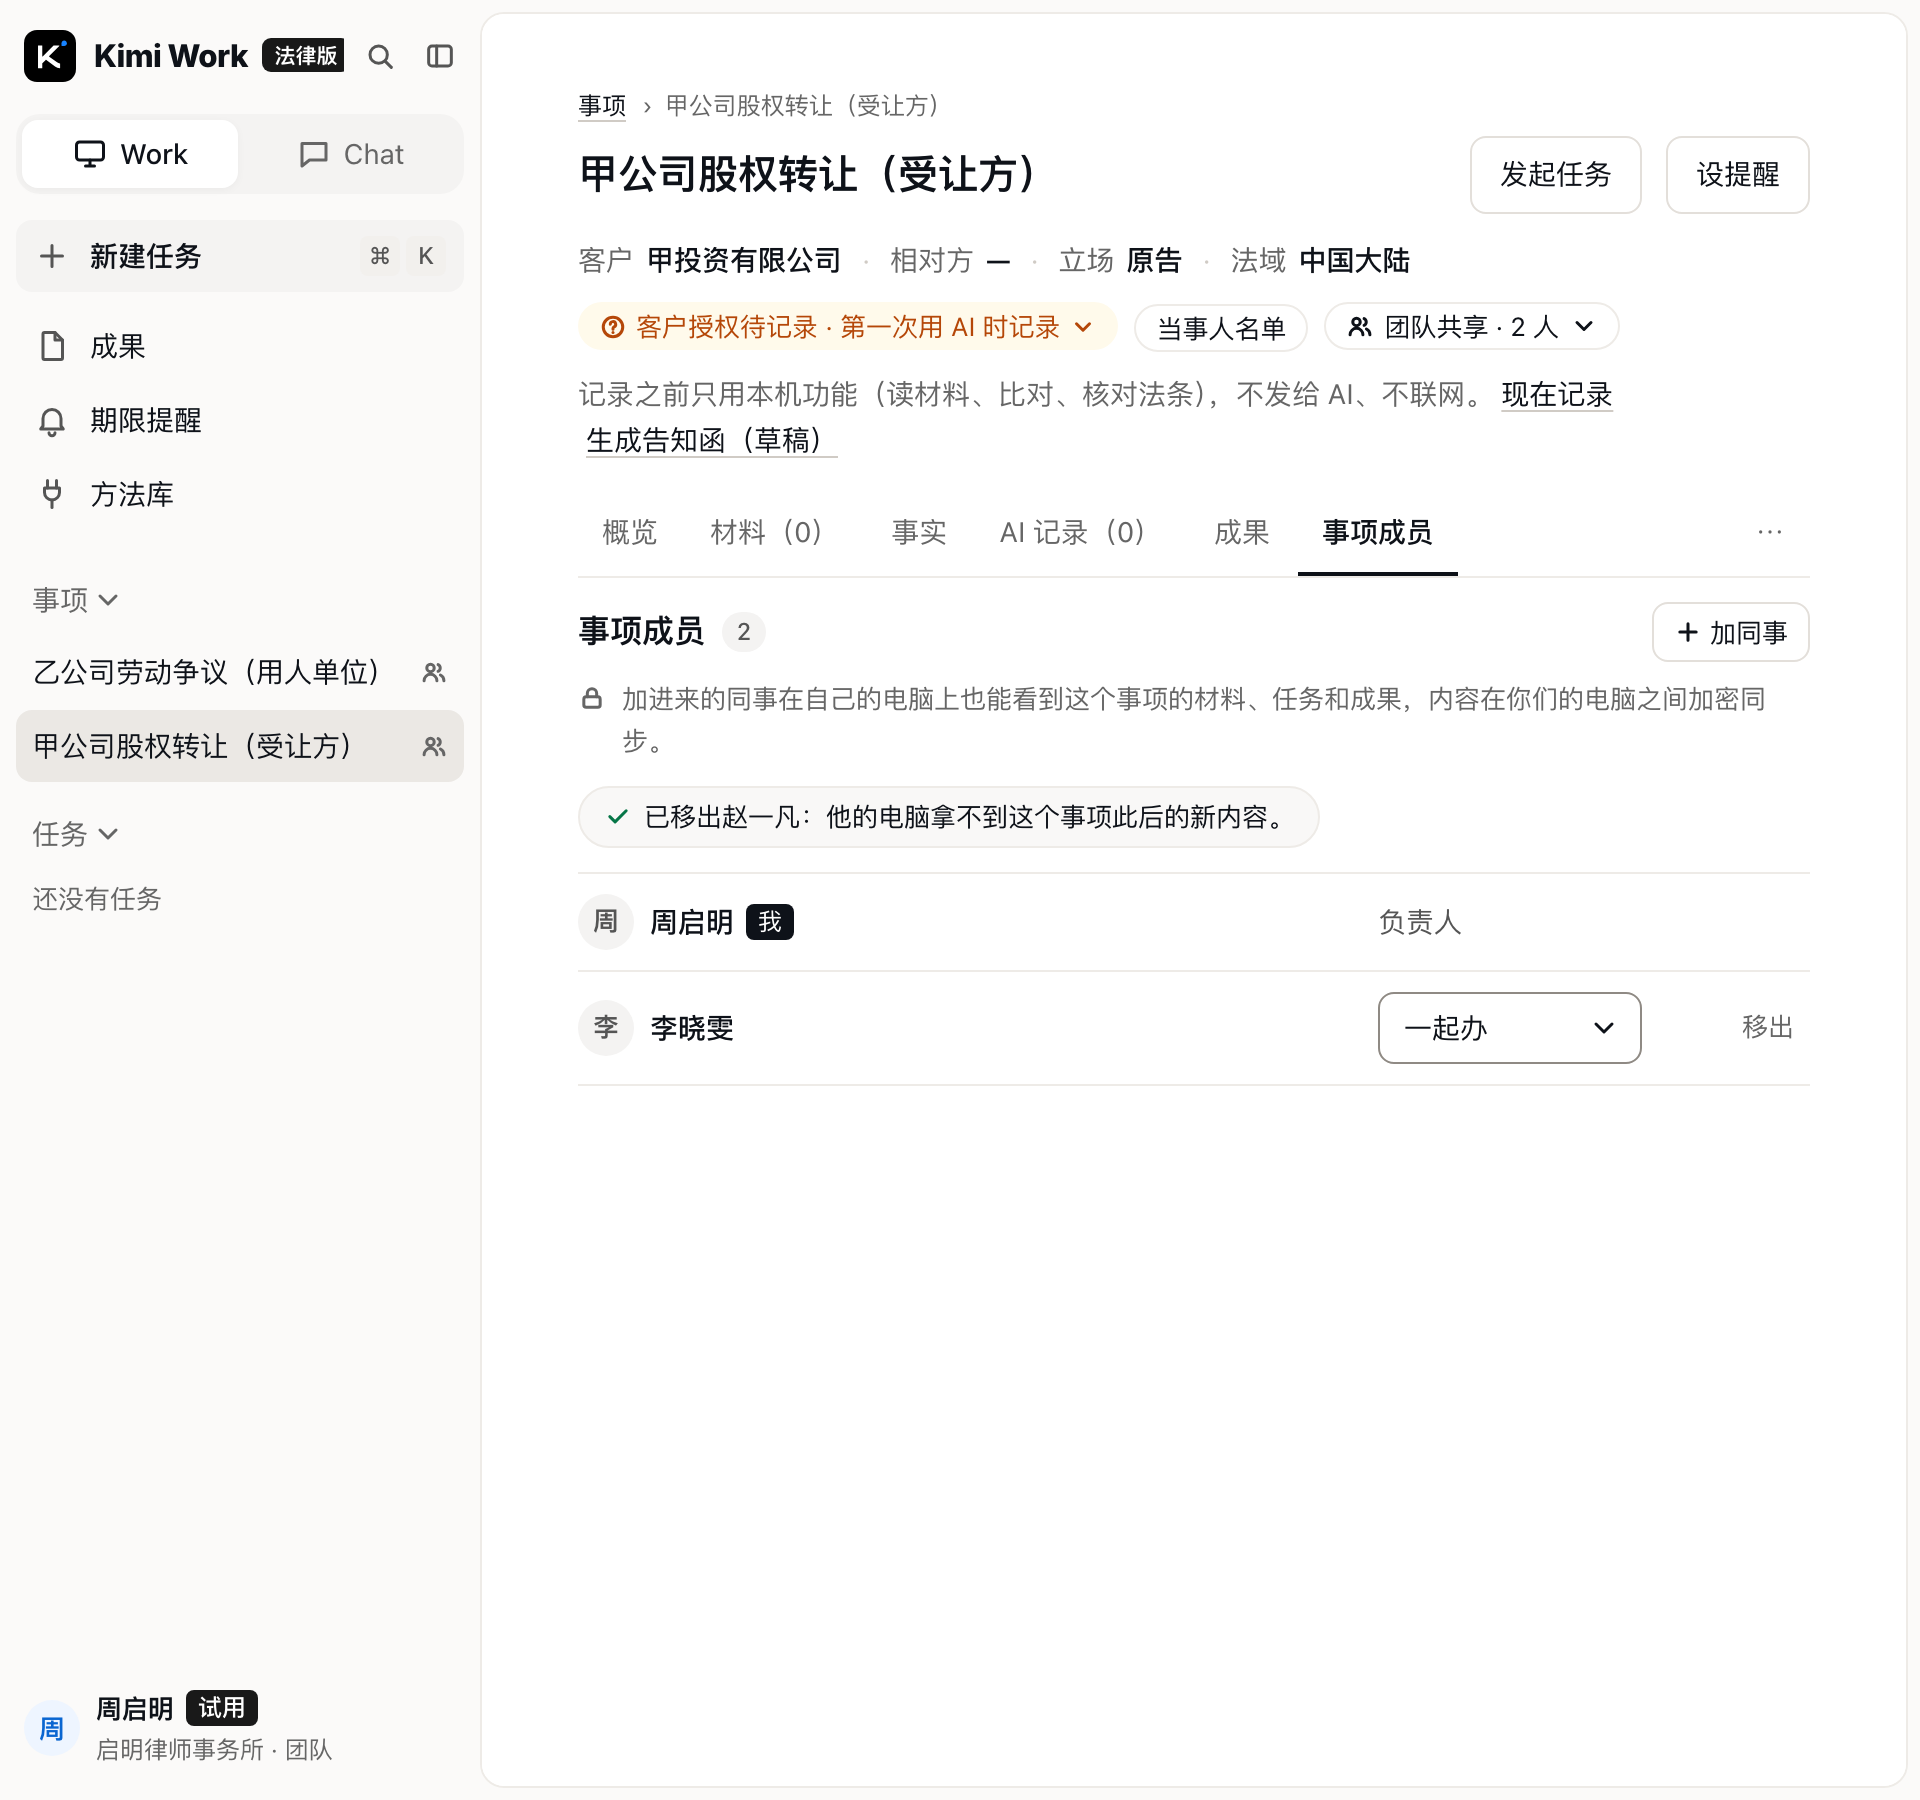 Kimi Work 法律版
Work
Chat
新建任务 ⌘ K
成果
期限提醒
方法库
事项
乙公司劳动争议（用人单位）
甲公司股权转让（受让方）
任务
还没有任务
周 周启明 试用
启明律师事务所 · 团队
事项 › 甲公司股权转让（受让方）
甲公司股权转让（受让方）
发起任务
设提醒
客户 甲投资有限公司 · 相对方 — · 立场 原告 · 法域 中国大陆
客户授权待记录 · 第一次用 AI 时记录
当事人名单
团队共享 · 2 人
记录之前只用本机功能（读材料、比对、核对法条），不发给 AI、不联网。 现在记录
生成告知函（草稿）
概览 材料（0） 事实 AI 记录（0） 成果 事项成员 ···
事项成员 2
+ 加同事
加进来的同事在自己的电脑上也能看到这个事项的材料、任务和成果，内容在你们的电脑之间加密同
步。
已移出赵一凡：他的电脑拿不到这个事项此后的新内容。
周 周启明 我 负责人
李 李晓雯 一起办 移出